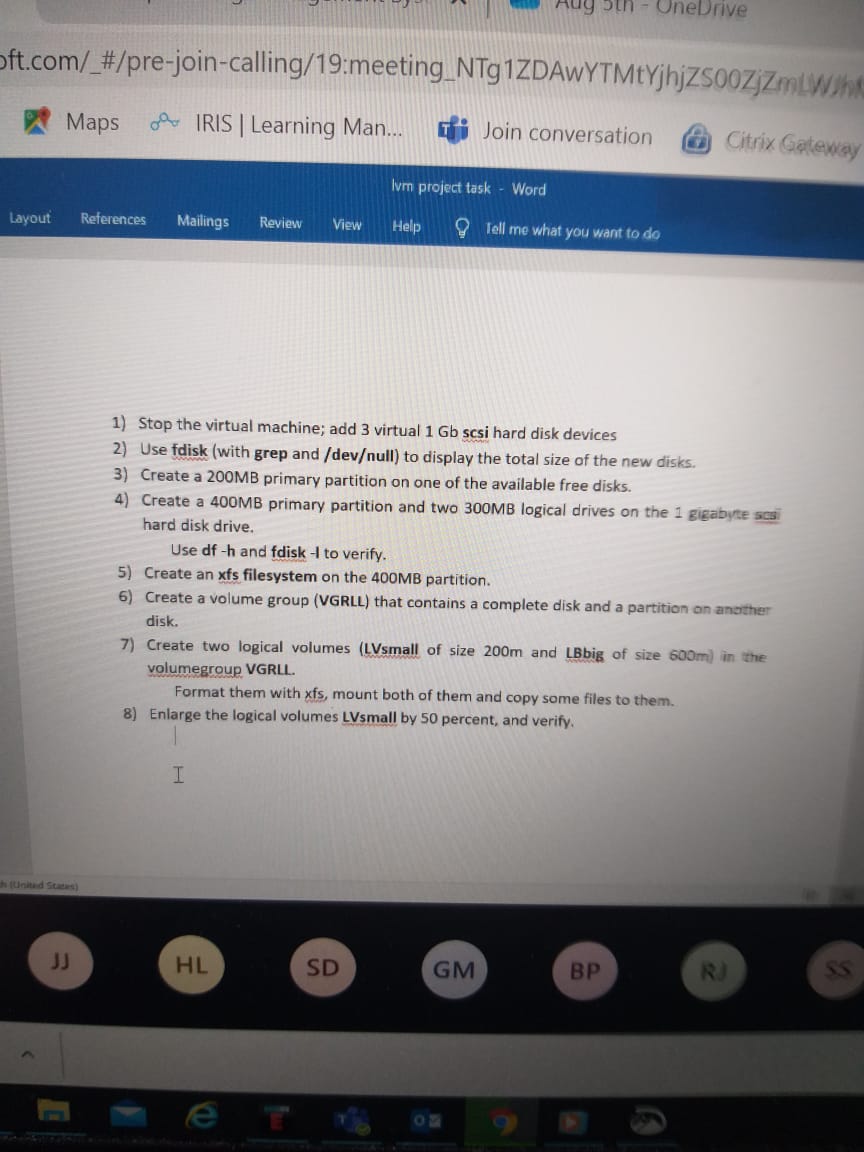 Aug 5th - OneDrive
oft.com/_#/pre-join-calling/19:meeting_NTg1ZDAwYTMtYjhjZS00ZjZmLWJh
Maps IRIS | Learning Man... Join conversation Citrix Gateway
lvm project task - Word
Layout References Mailings Review View Help Tell me what you want to do
1) Stop the virtual machine; add 3 virtual 1 Gb scsi hard disk devices
2) Use fdisk (with grep and /dev/null) to display the total size of the new disks.
3) Create a 200MB primary partition on one of the available free disks.
4) Create a 400MB primary partition and two 300MB logical drives on the 1 gigabyte scsi
hard disk drive.
Use df -h and fdisk -l to verify.
5) Create an xfs filesystem on the 400MB partition.
6) Create a volume group (VGRLL) that contains a complete disk and a partition on another
disk.
7) Create two logical volumes (LVsmall of size 200m and LBbig of size 600m) in the
volumegroup VGRLL.
Format them with xfs, mount both of them and copy some files to them.
8) Enlarge the logical volumes LVsmall by 50 percent, and verify.
h (United States)
JJ HL SD GM BP RJ SS